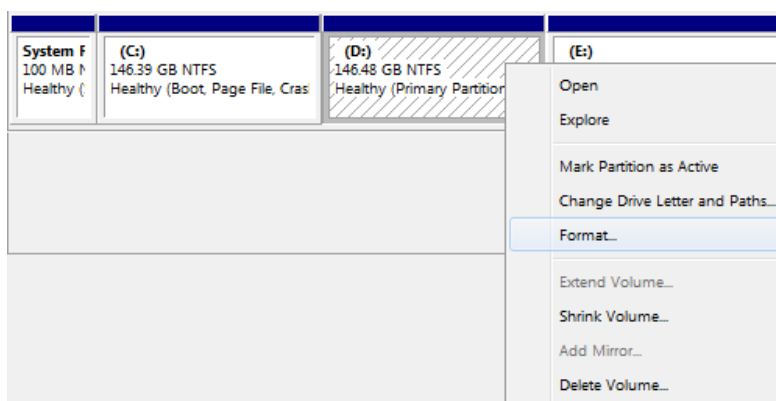 System F
100 MB N
Healthy (
(C:)
146.39 GB NTFS
Healthy (Boot, Page File, Cras
(D:)
146.48 GB NTFS
Healthy (Primary Partition
(E:)
Open
Explore
Mark Partition as Active
Change Drive Letter and Paths...
Format...
Extend Volume...
Shrink Volume...
Add Mirror...
Delete Volume...